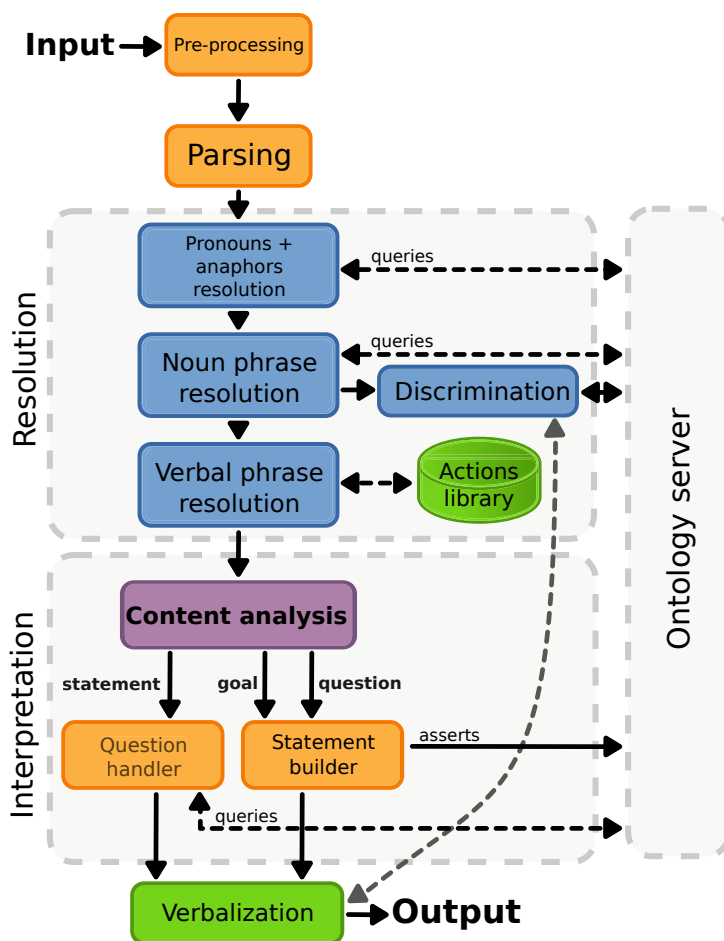 Input
Pre-processing
Parsing
Resolution
Pronouns +
anaphors
resolution
queries
Noun phrase
resolution
queries
Discrimination
Verbal phrase
resolution
Actions
library
Ontology server
Interpretation
Content analysis
statement
goal
question
Question
handler
Statement
builder
asserts
queries
Verbalization
Output